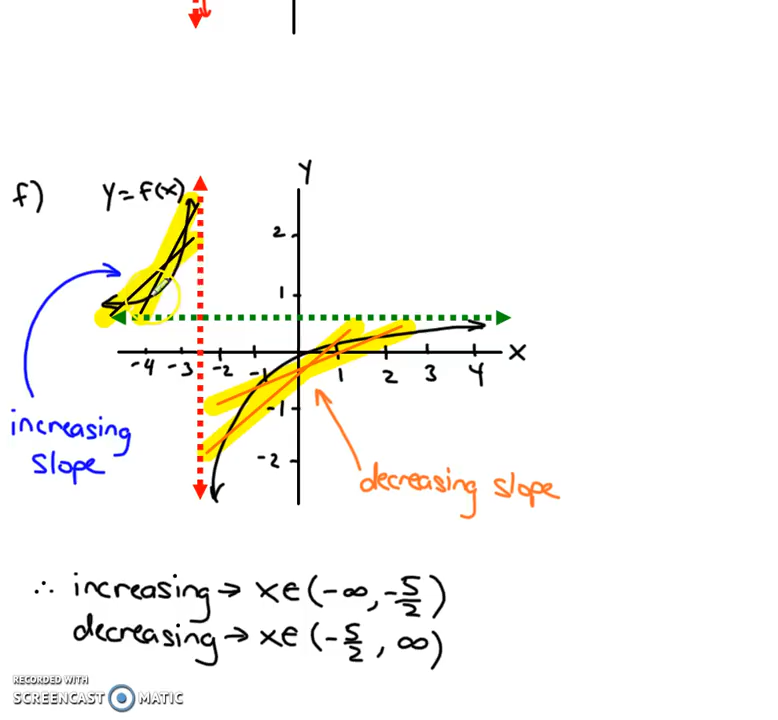 Y
f) Y=f(x)
2
1
-4 -3 -2 -1 1 2 3 4 X
-1
increasing
slope
-2
decreasing slope
∴ increasing → x∈(-∞, -5/2)
decreasing → x∈(-5/2, ∞)
RECORDED WITH
SCREENCAST MATIC